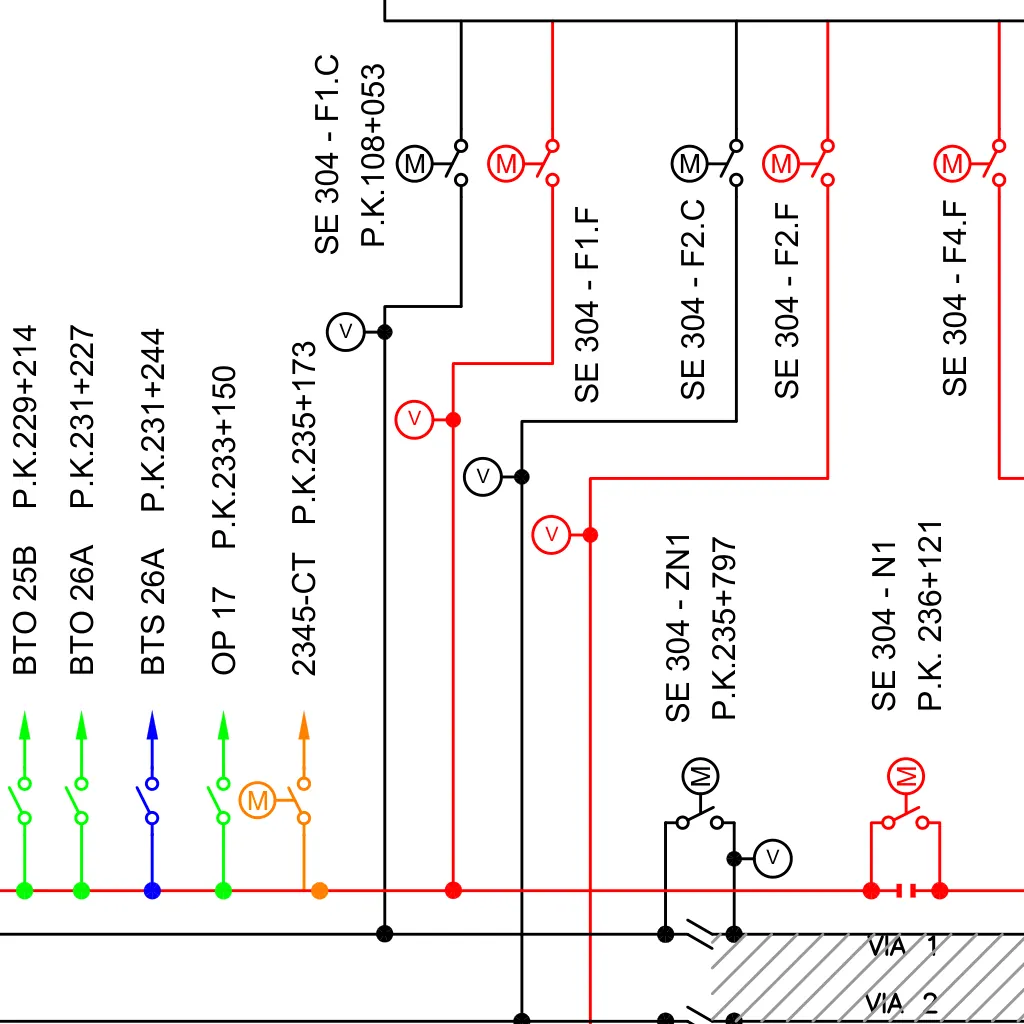 SE 304 - F1.C
P.K.108+053
M
M
M
M
M
SE 304 - F1.F
SE 304 - F2.C
SE 304 - F2.F
SE 304 - F4.F
V
V
V
V
BTO 25B P.K.229+214
BTO 26A P.K.231+227
BTS 26A P.K.231+244
OP 17 P.K.233+150
2345-CT P.K.235+173
SE 304 - ZN1
P.K.235+797
SE 304 - N1
P.K. 236+121
M
M
M
V
VIA 1
VIA 2